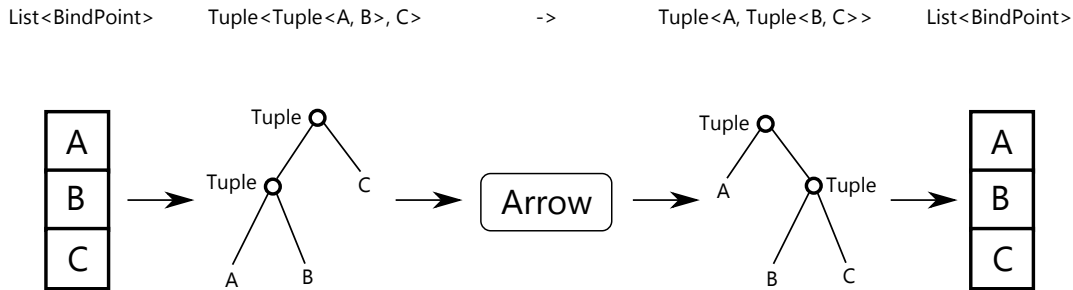 List<BindPoint> Tuple<Tuple<A, B>, C> -> Tuple<A, Tuple<B, C>> List<BindPoint>
A
B
C
Tuple
Tuple
C
A
B
Arrow
Tuple
A
Tuple
B
C
A
B
C